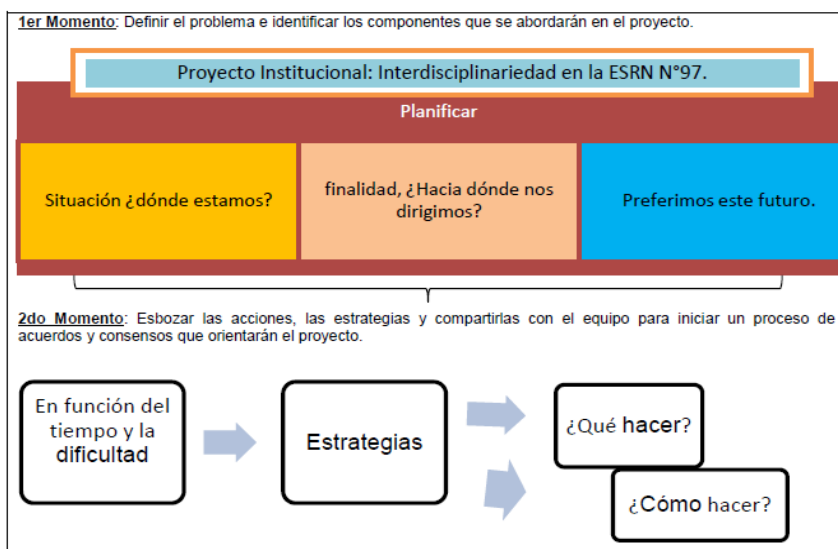 1er Momento: Definir el problema e identificar los componentes que se abordarán en el proyecto.
Proyecto Institucional: Interdisciplinariedad en la ESRN N°97.
Planificar
Situación ¿dónde estamos?
finalidad, ¿Hacia dónde nos
dirigimos?
Preferimos este futuro.
2do Momento: Esbozar las acciones, las estrategias y compartirlas con el equipo para iniciar un proceso de
acuerdos y consensos que orientarán el proyecto.
En función del
tiempo y la
dificultad
Estrategias
¿Qué hacer?
¿Cómo hacer?